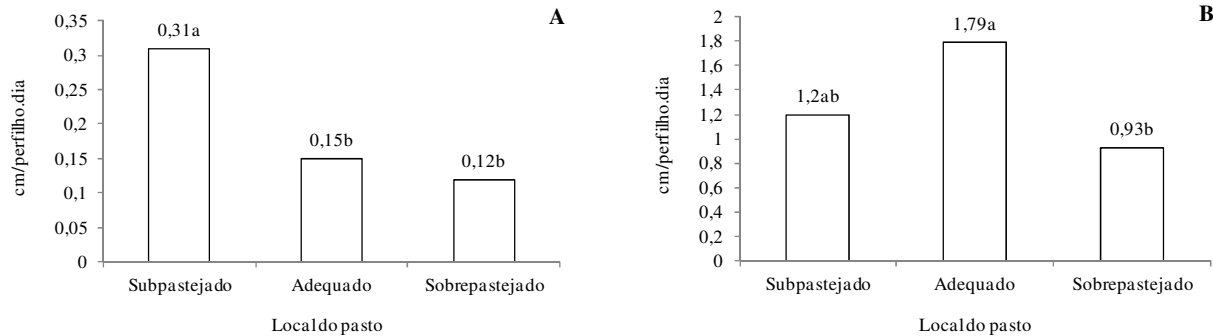 A
cm/perfilho.dia
0,35
0,3
0,25
0,2
0,15
0,1
0,05
0
0,31a
0,15b
0,12b
Subpastejado
Adequado
Sobrepastejado
Local do pasto
B
cm/perfilho.dia
2
1,8
1,6
1,4
1,2
1
0,8
0,6
0,4
0,2
0
1,2ab
1,79a
0,93b
Subpastejado
Adequado
Sobrepastejado
Local do pasto